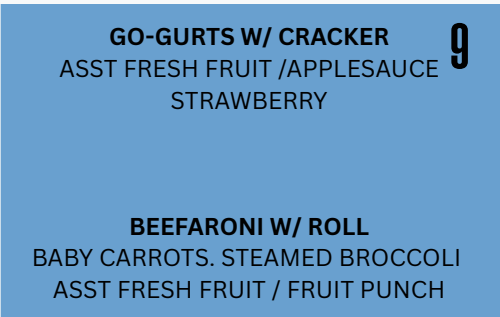 GO-GURTS W/ CRACKER 9
ASST FRESH FRUIT /APPLESAUCE
STRAWBERRY
BEEFARONI W/ ROLL
BABY CARROTS. STEAMED BROCCOLI
ASST FRESH FRUIT / FRUIT PUNCH